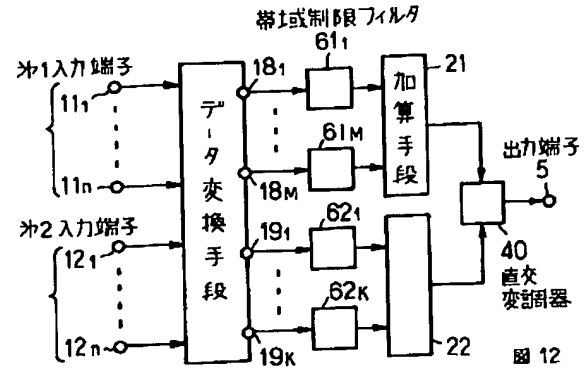 帯域制限フィルタ
61₁
21
オ1入力端子
18₁
11₁
データ変換手段
加算手段
61M
出力端子
5
11n
18M
オ2入力端子
19₁
62₁
12₁
40
直交
変調器
62K
12n
19K
22
図 12